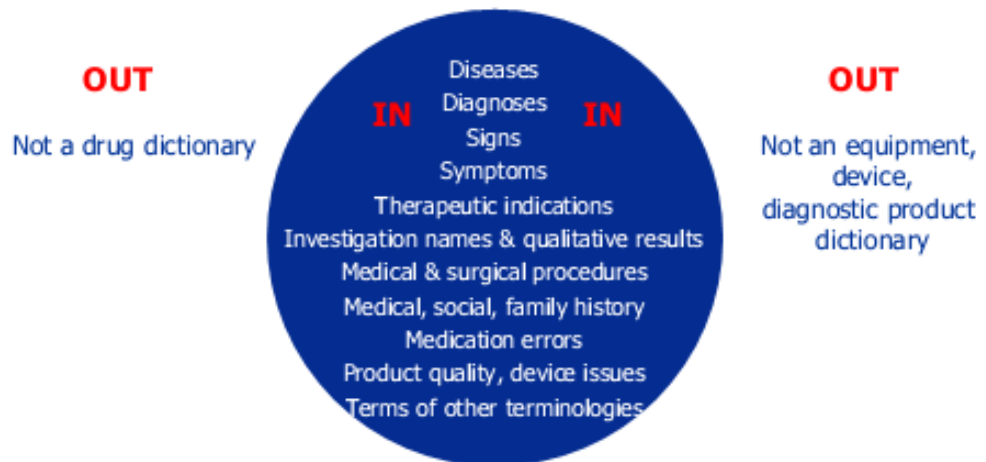 OUT
Not a drug dictionary
IN
IN
Diseases
Diagnoses
Signs
Symptoms
Therapeutic indications
Investigation names & qualitative results
Medical & surgical procedures
Medical, social, family history
Medication errors
Product quality, device issues
Terms of other terminologies
OUT
Not an equipment,
device,
diagnostic product
dictionary